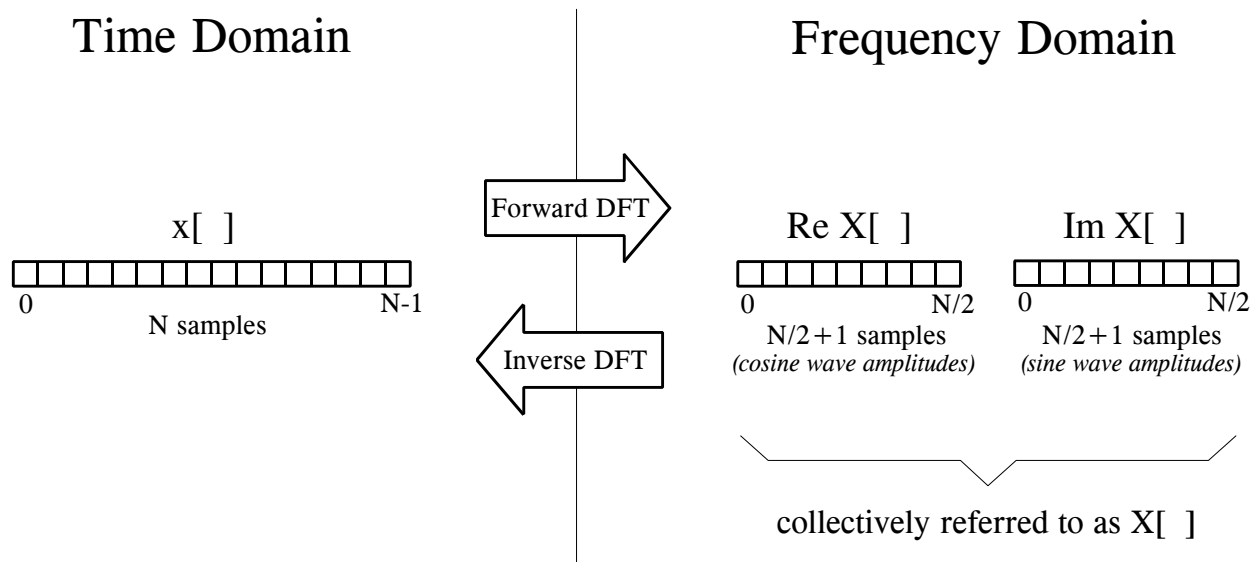 Time Domain
Frequency Domain
Forward DFT
x[ ]
Re X[ ]
Im X[ ]
0
N-1
N samples
0
N/2
N/2+1 samples
(cosine wave amplitudes)
0
N/2
N/2+1 samples
(sine wave amplitudes)
Inverse DFT
collectively referred to as X[ ]